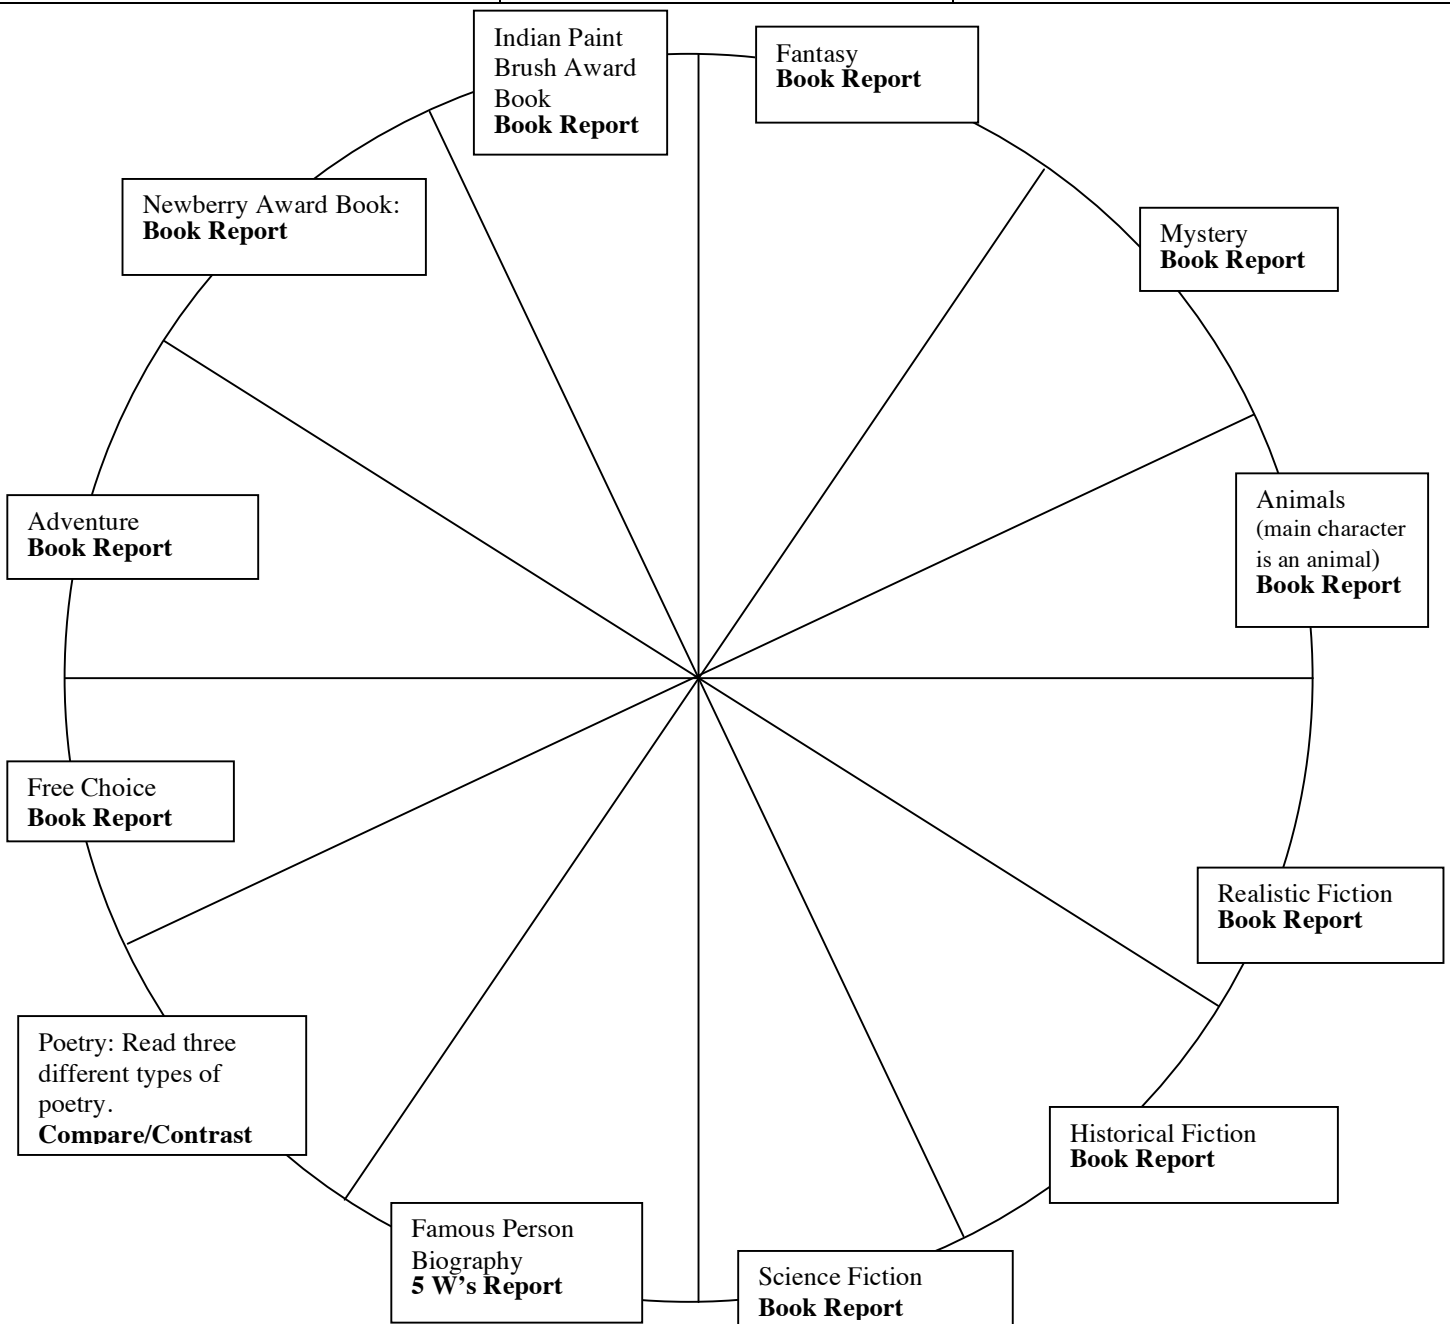 Indian Paint
Brush Award
Book
Book Report
Fantasy
Book Report
Newberry Award Book:
Book Report
Mystery
Book Report
Adventure
Book Report
Animals
(main character
is an animal)
Book Report
Free Choice
Book Report
Realistic Fiction
Book Report
Poetry: Read three
different types of
poetry.
Compare/Contrast
Historical Fiction
Book Report
Famous Person
Biography
5 W’s Report
Science Fiction
Book Report